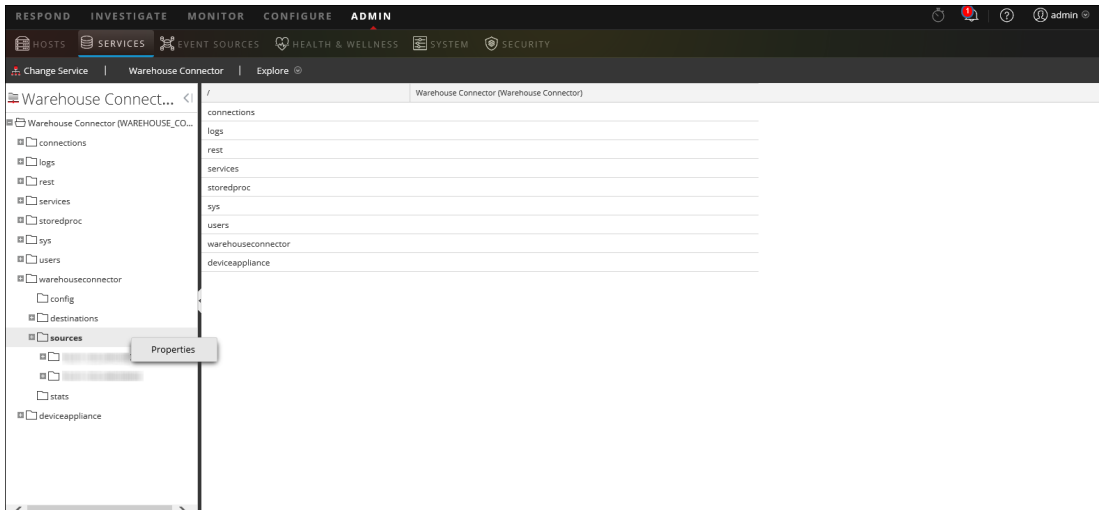 RESPOND INVESTIGATE MONITOR CONFIGURE ADMIN 1 ? admin
HOSTS SERVICES EVENT SOURCES HEALTH & WELLNESS SYSTEM SECURITY
Change Service | Warehouse Connector | Explore
Warehouse Connect...
/ Warehouse Connector (Warehouse Connector)
Warehouse Connector (WAREHOUSE_CO...
connections
logs
rest
services
storedproc
sys
users
warehouseconnector
config
destinations
sources
Properties
stats
deviceappliance
connections
logs
rest
services
storedproc
sys
users
warehouseconnector
deviceappliance